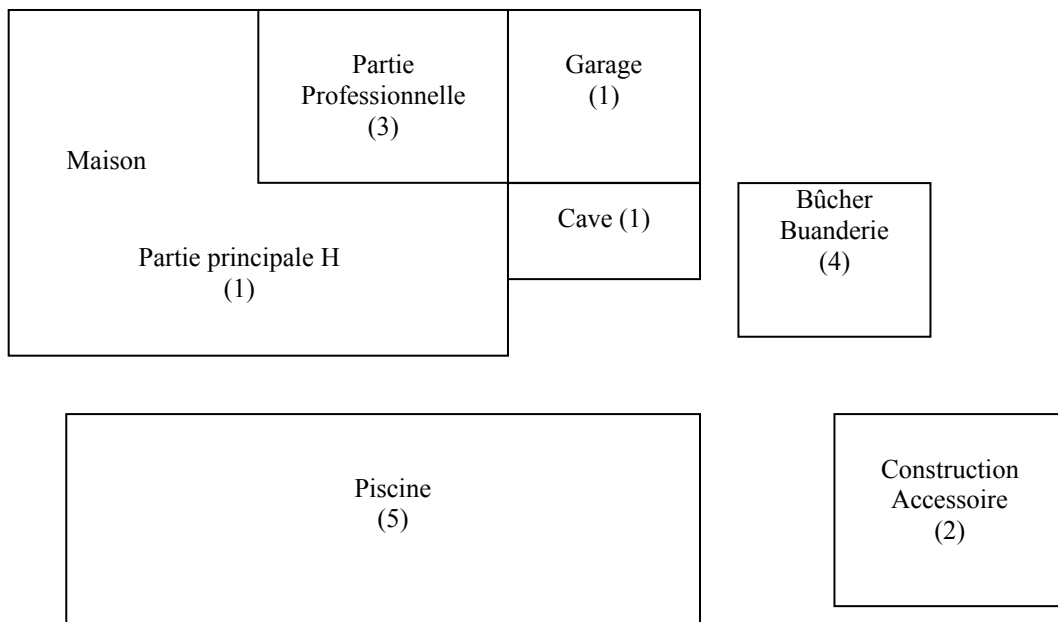 Partie
Professionnelle
(3)
Garage
(1)
Maison
Cave (1)
Bûcher
Buanderie
(4)
Partie principale H
(1)
Piscine
(5)
Construction
Accessoire
(2)